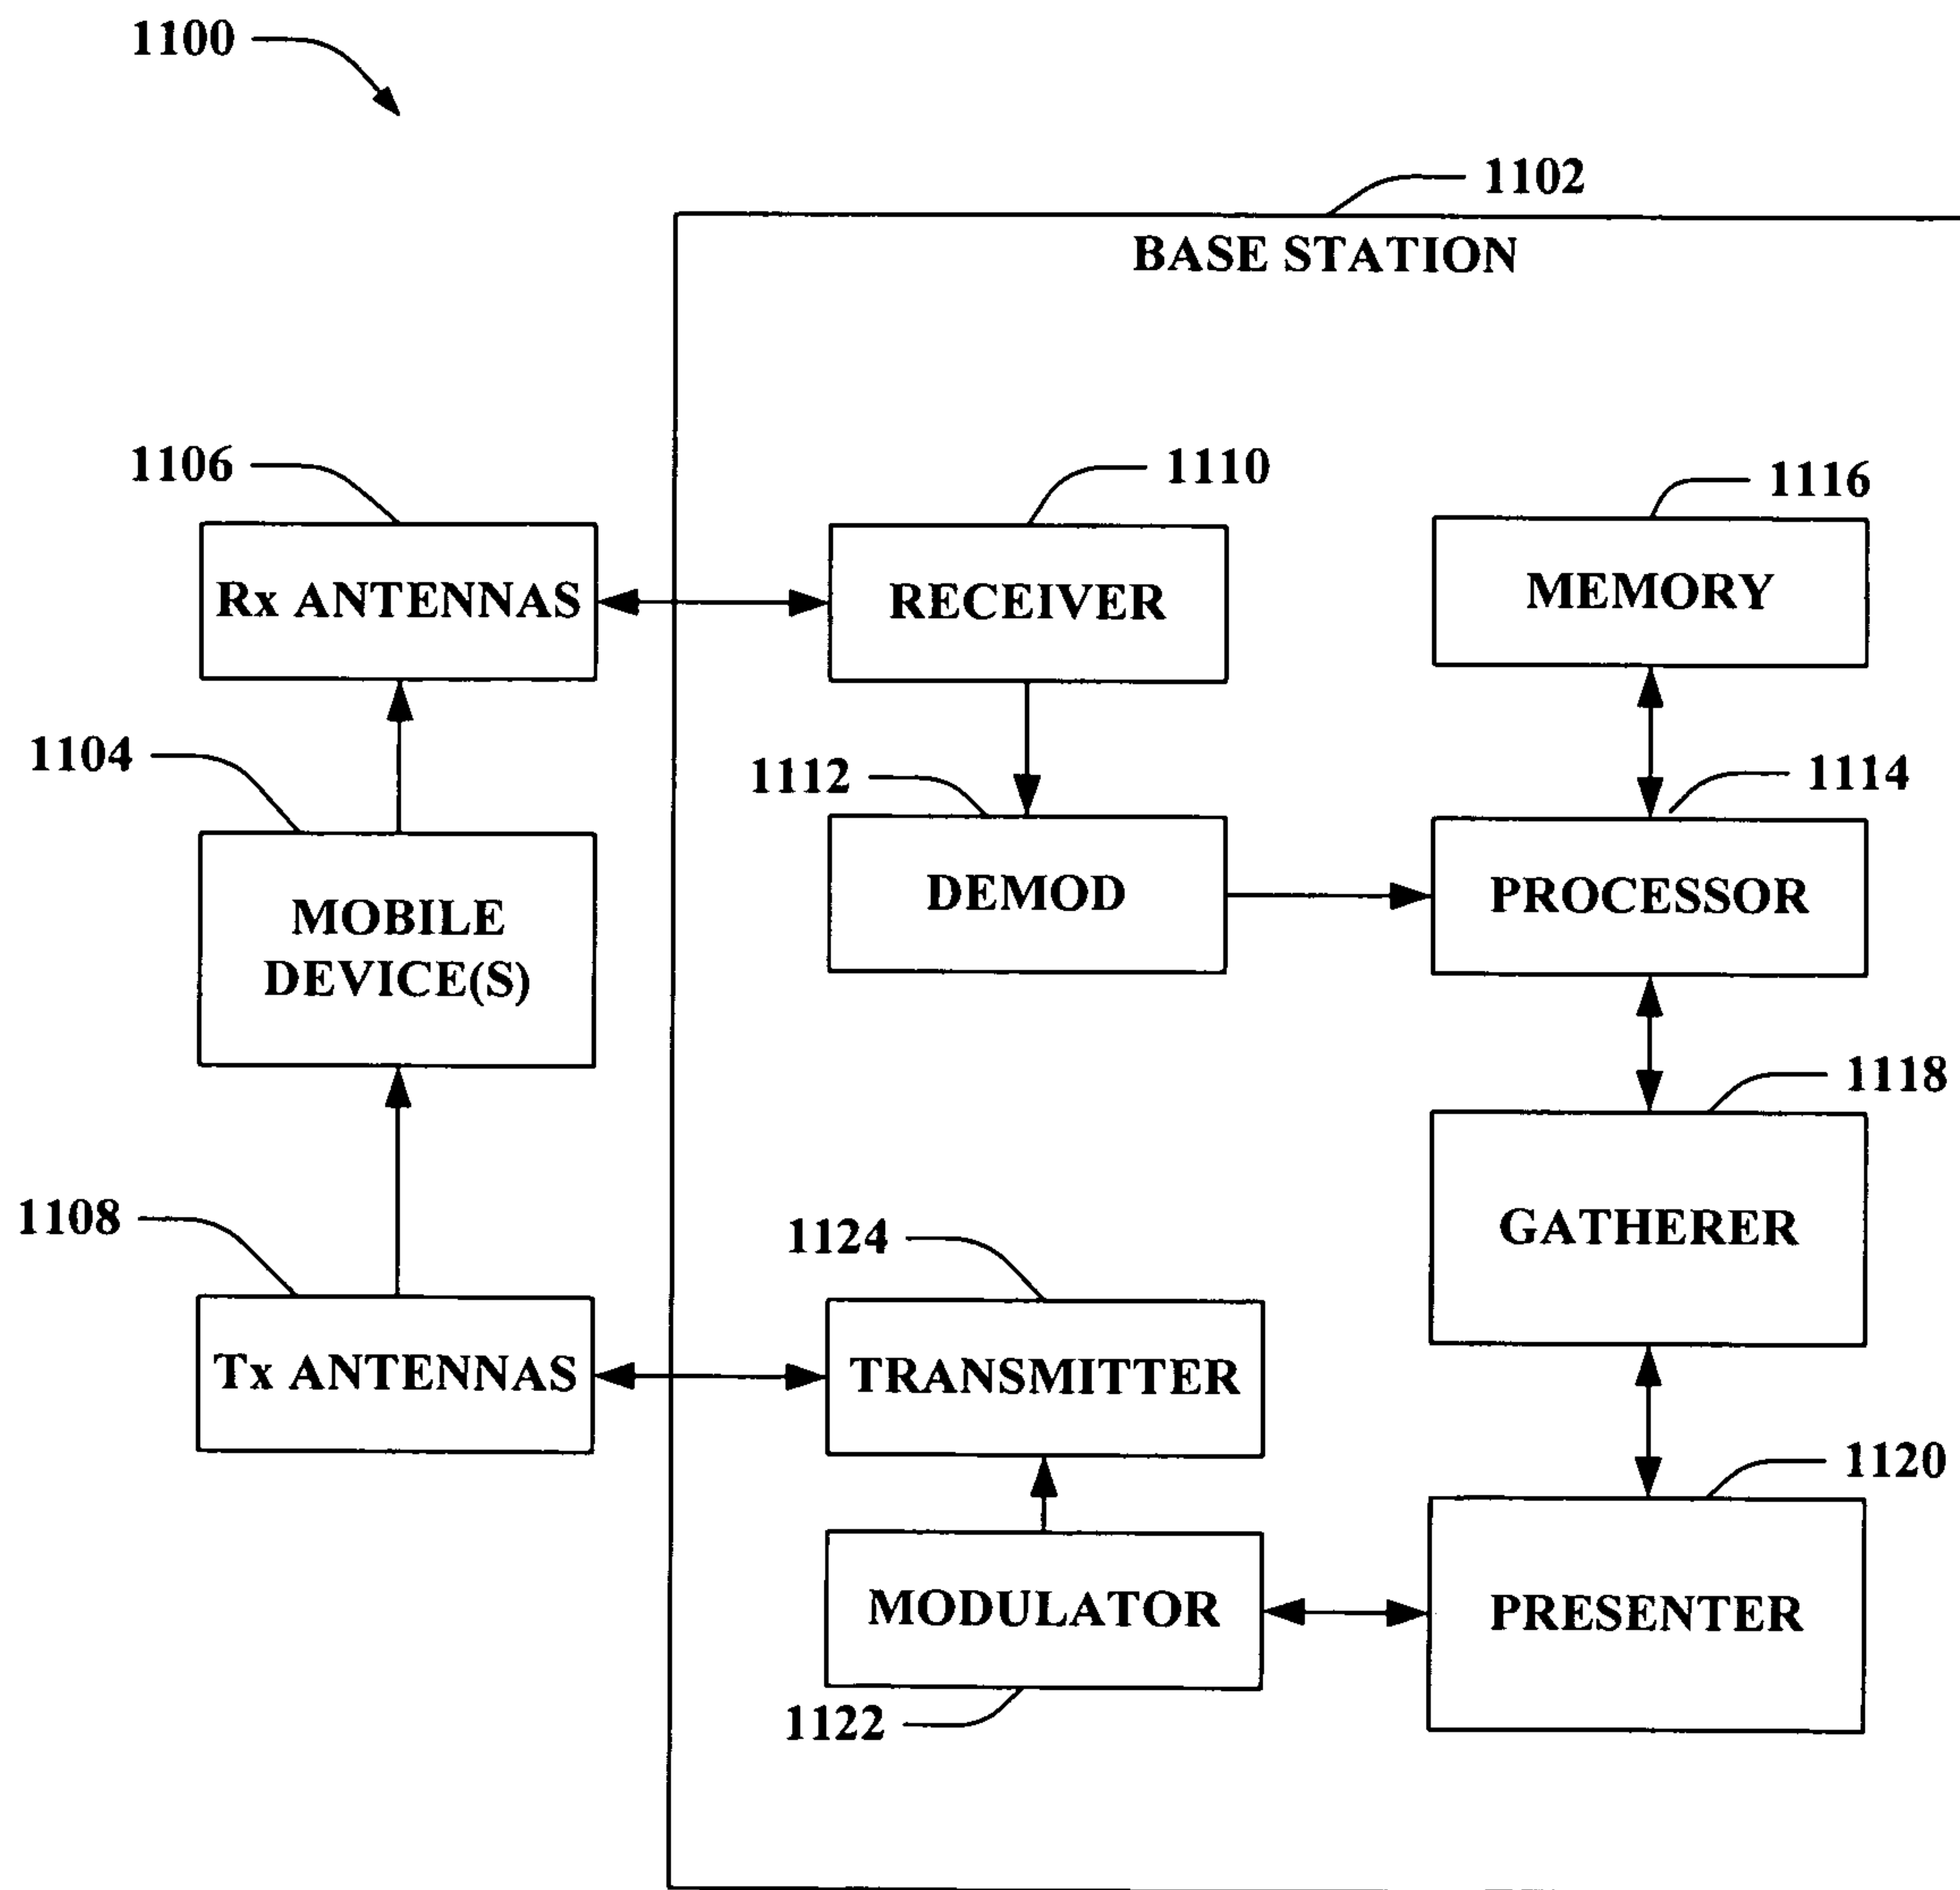 1100
1102
BASE STATION
1106
1110
1116
Rx ANTENNAS
RECEIVER
MEMORY
1104
1112
1114
MOBILE
DEVICE(S)
DEMOD
PROCESSOR
1118
1108
1124
GATHERER
Tx ANTENNAS
TRANSMITTER
1120
MODULATOR
PRESENTER
1122